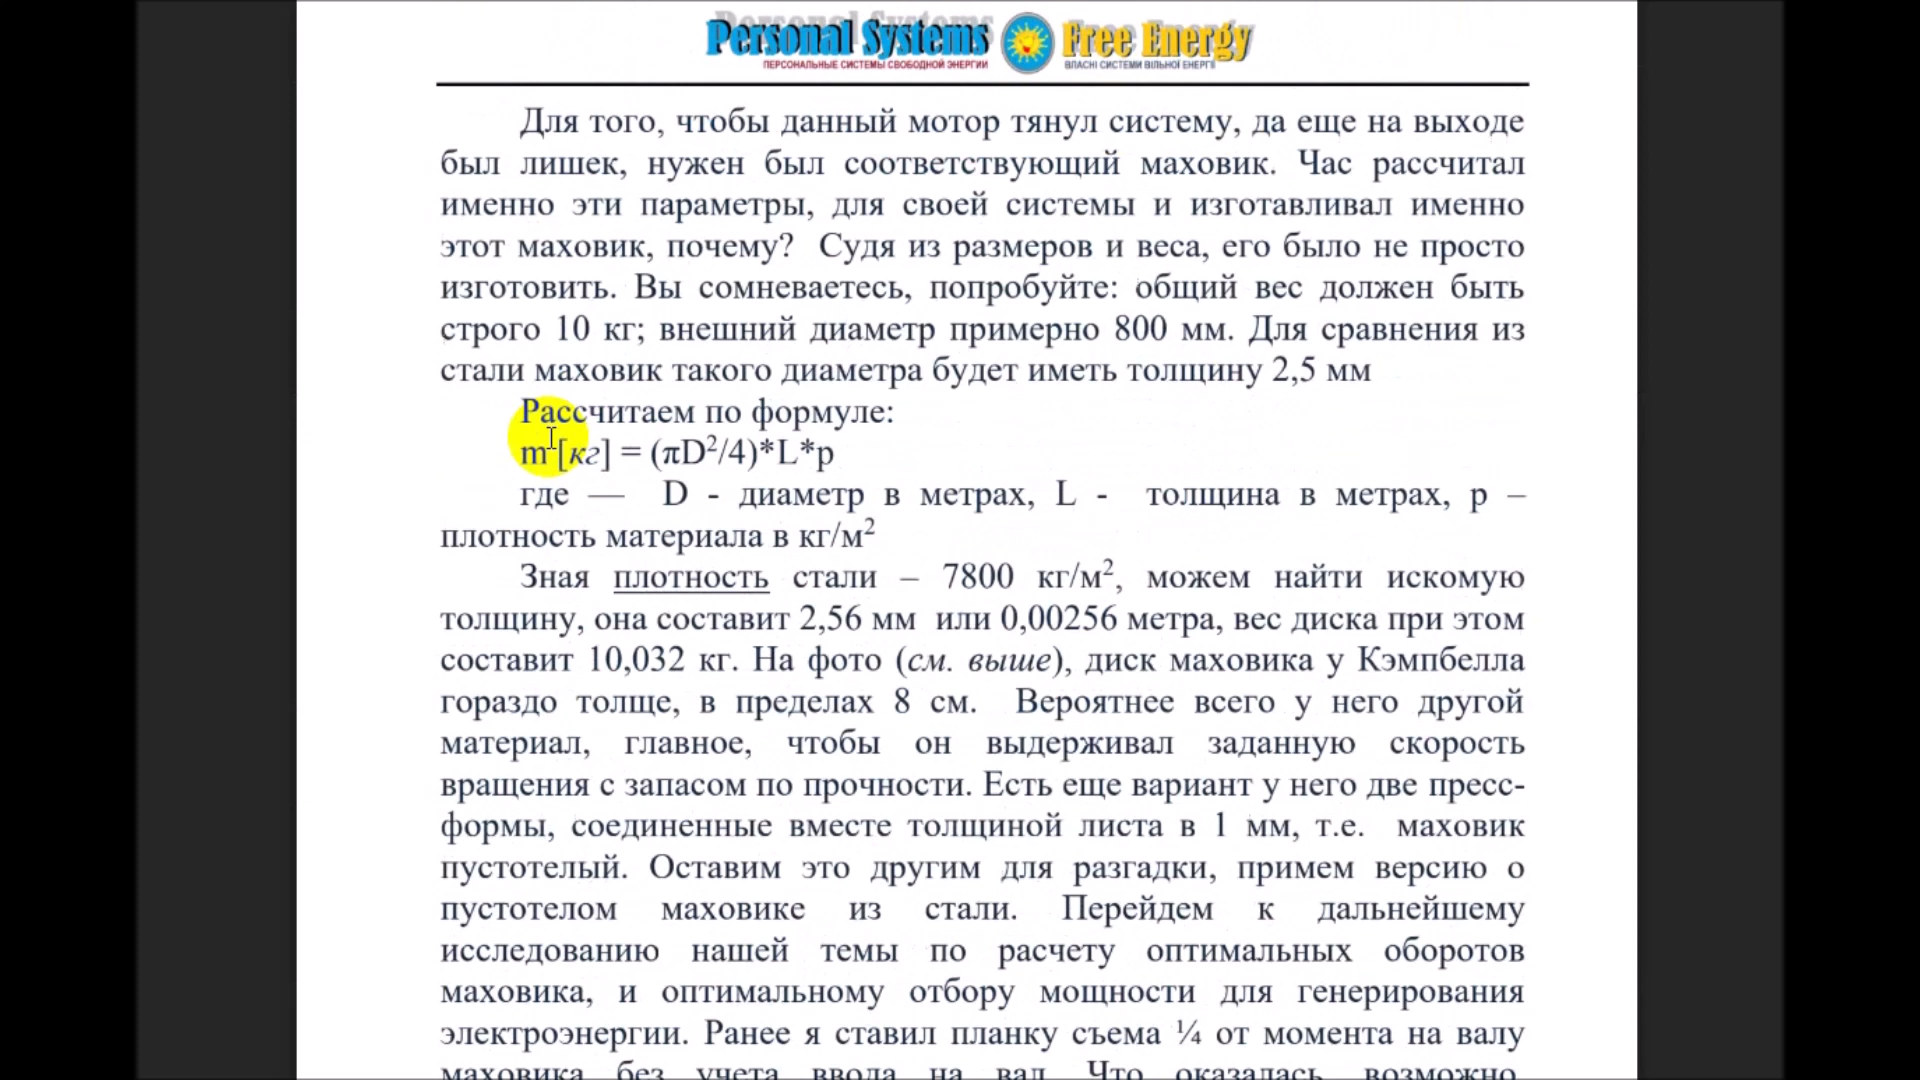 Personal Systems Free Energy
ПЕРСОНАЛЬНЫЕ СИСТЕМЫ СВОБОДНОЙ ЭНЕРГИИ ВЛАСНІ СИСТЕМИ ВІЛЬНОЇ ЕНЕРГІЇ
Для того, чтобы данный мотор тянул систему, да еще на выходе
был лишек, нужен был соответствующий маховик. Час рассчитал
именно эти параметры, для своей системы и изготавливал именно
этот маховик, почему? Судя из размеров и веса, его было не просто
изготовить. Вы сомневаетесь, попробуйте: общий вес должен быть
строго 10 кг; внешний диаметр примерно 800 мм. Для сравнения из
стали маховик такого диаметра будет иметь толщину 2,5 мм
Рассчитаем по формуле:
m [кг] = (πD²/4)*L*p
где — D - диаметр в метрах, L - толщина в метрах, p –
плотность материала в кг/м²
Зная плотность стали – 7800 кг/м², можем найти искомую
толщину, она составит 2,56 мм или 0,00256 метра, вес диска при этом
составит 10,032 кг. На фото (см. выше), диск маховика у Кэмпбелла
гораздо толще, в пределах 8 см. Вероятнее всего у него другой
материал, главное, чтобы он выдерживал заданную скорость
вращения с запасом по прочности. Есть еще вариант у него две пресс-
формы, соединенные вместе толщиной листа в 1 мм, т.е. маховик
пустотелый. Оставим это другим для разгадки, примем версию о
пустотелом маховике из стали. Перейдем к дальнейшему
исследованию нашей темы по расчету оптимальных оборотов
маховика, и оптимальному отбору мощности для генерирования
электроэнергии. Ранее я ставил планку съема ¼ от момента на валу
маховика без учета ввода на вал. Что оказалась возможно